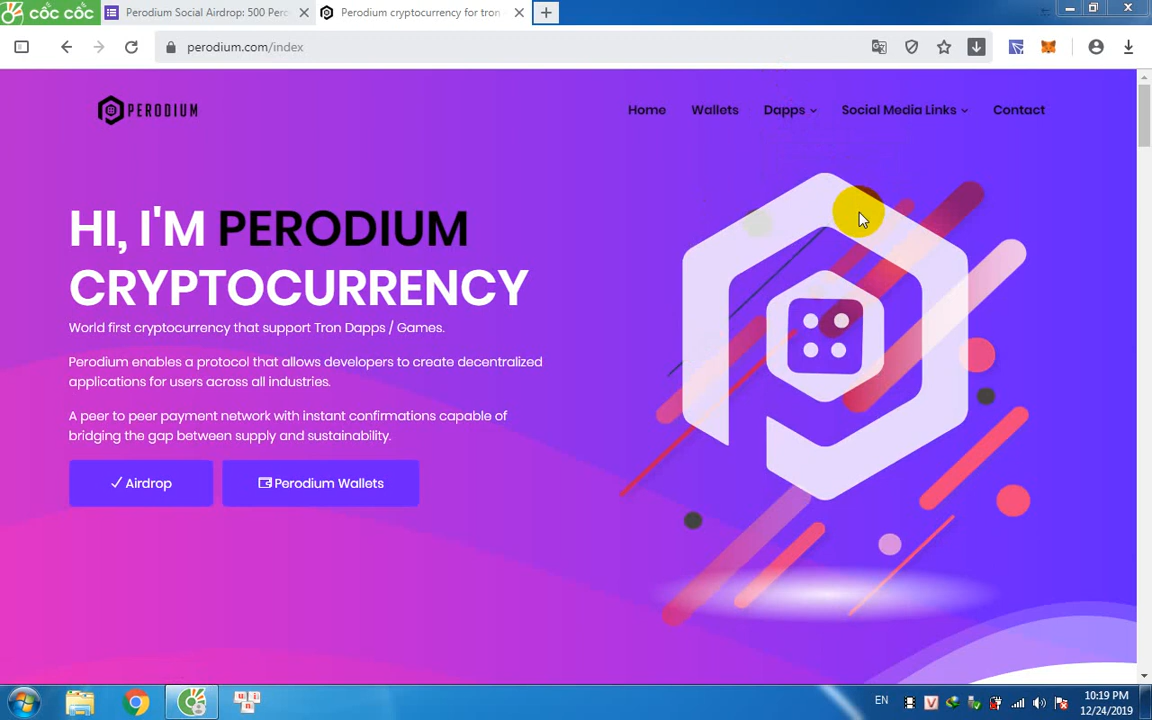 cốc cốc
Perodium Social Airdrop: 500 Perc
Perodium cryptocurrency for tron
perodium.com/index
PERODIUM
Home
Wallets
Dapps
Social Media Links
Contact
HI, I'M PERODIUM
CRYPTOCURRENCY
World first cryptocurrency that support Tron Dapps / Games.
Perodium enables a protocol that allows developers to create decentralized
applications for users across all industries.
A peer to peer payment network with instant confirmations capable of
bridging the gap between supply and sustainability.
Airdrop
Perodium Wallets
EN
10:19 PM
12/24/2019